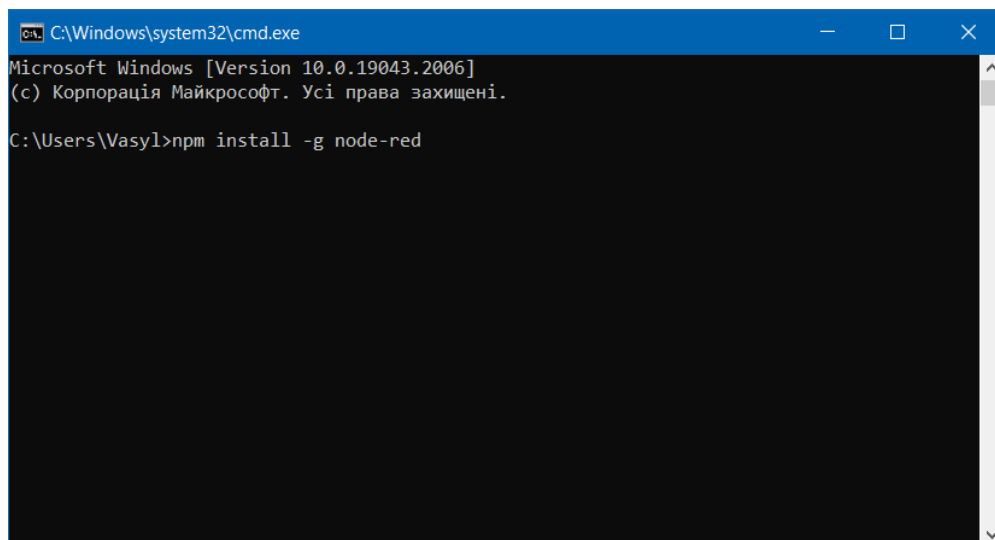 C:\Windows\system32\cmd.exe
Microsoft Windows [Version 10.0.19043.2006]
(c) Корпорація Майкрософт. Усі права захищені.
C:\Users\Vasyl>npm install -g node-red